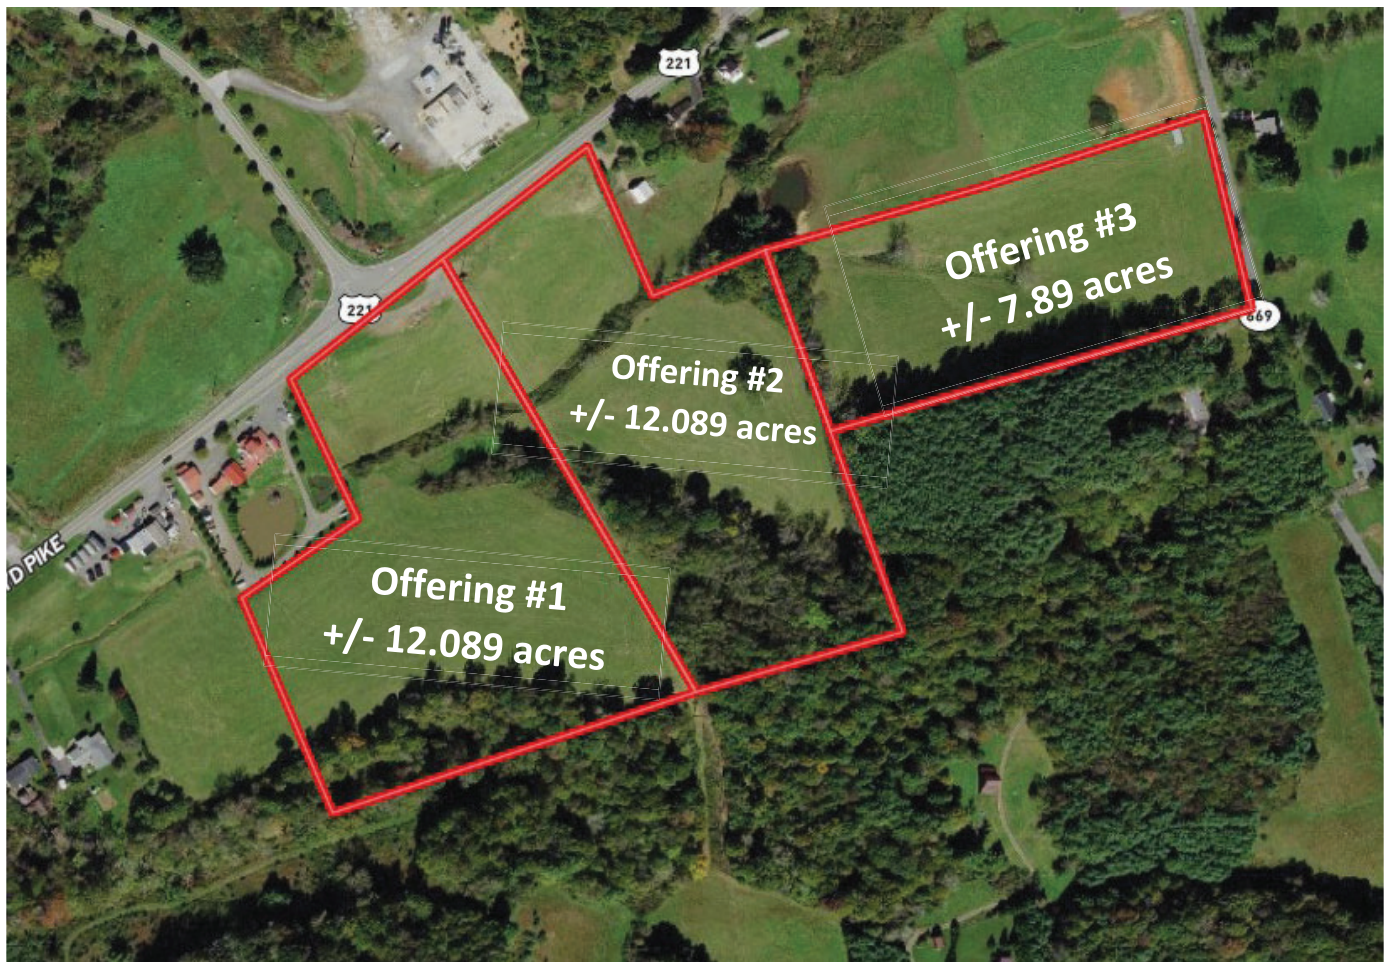 221
221
D PIKE
Offering #3
+/- 7.89 acres
669
Offering #2
+/- 12.089 acres
Offering #1
+/- 12.089 acres